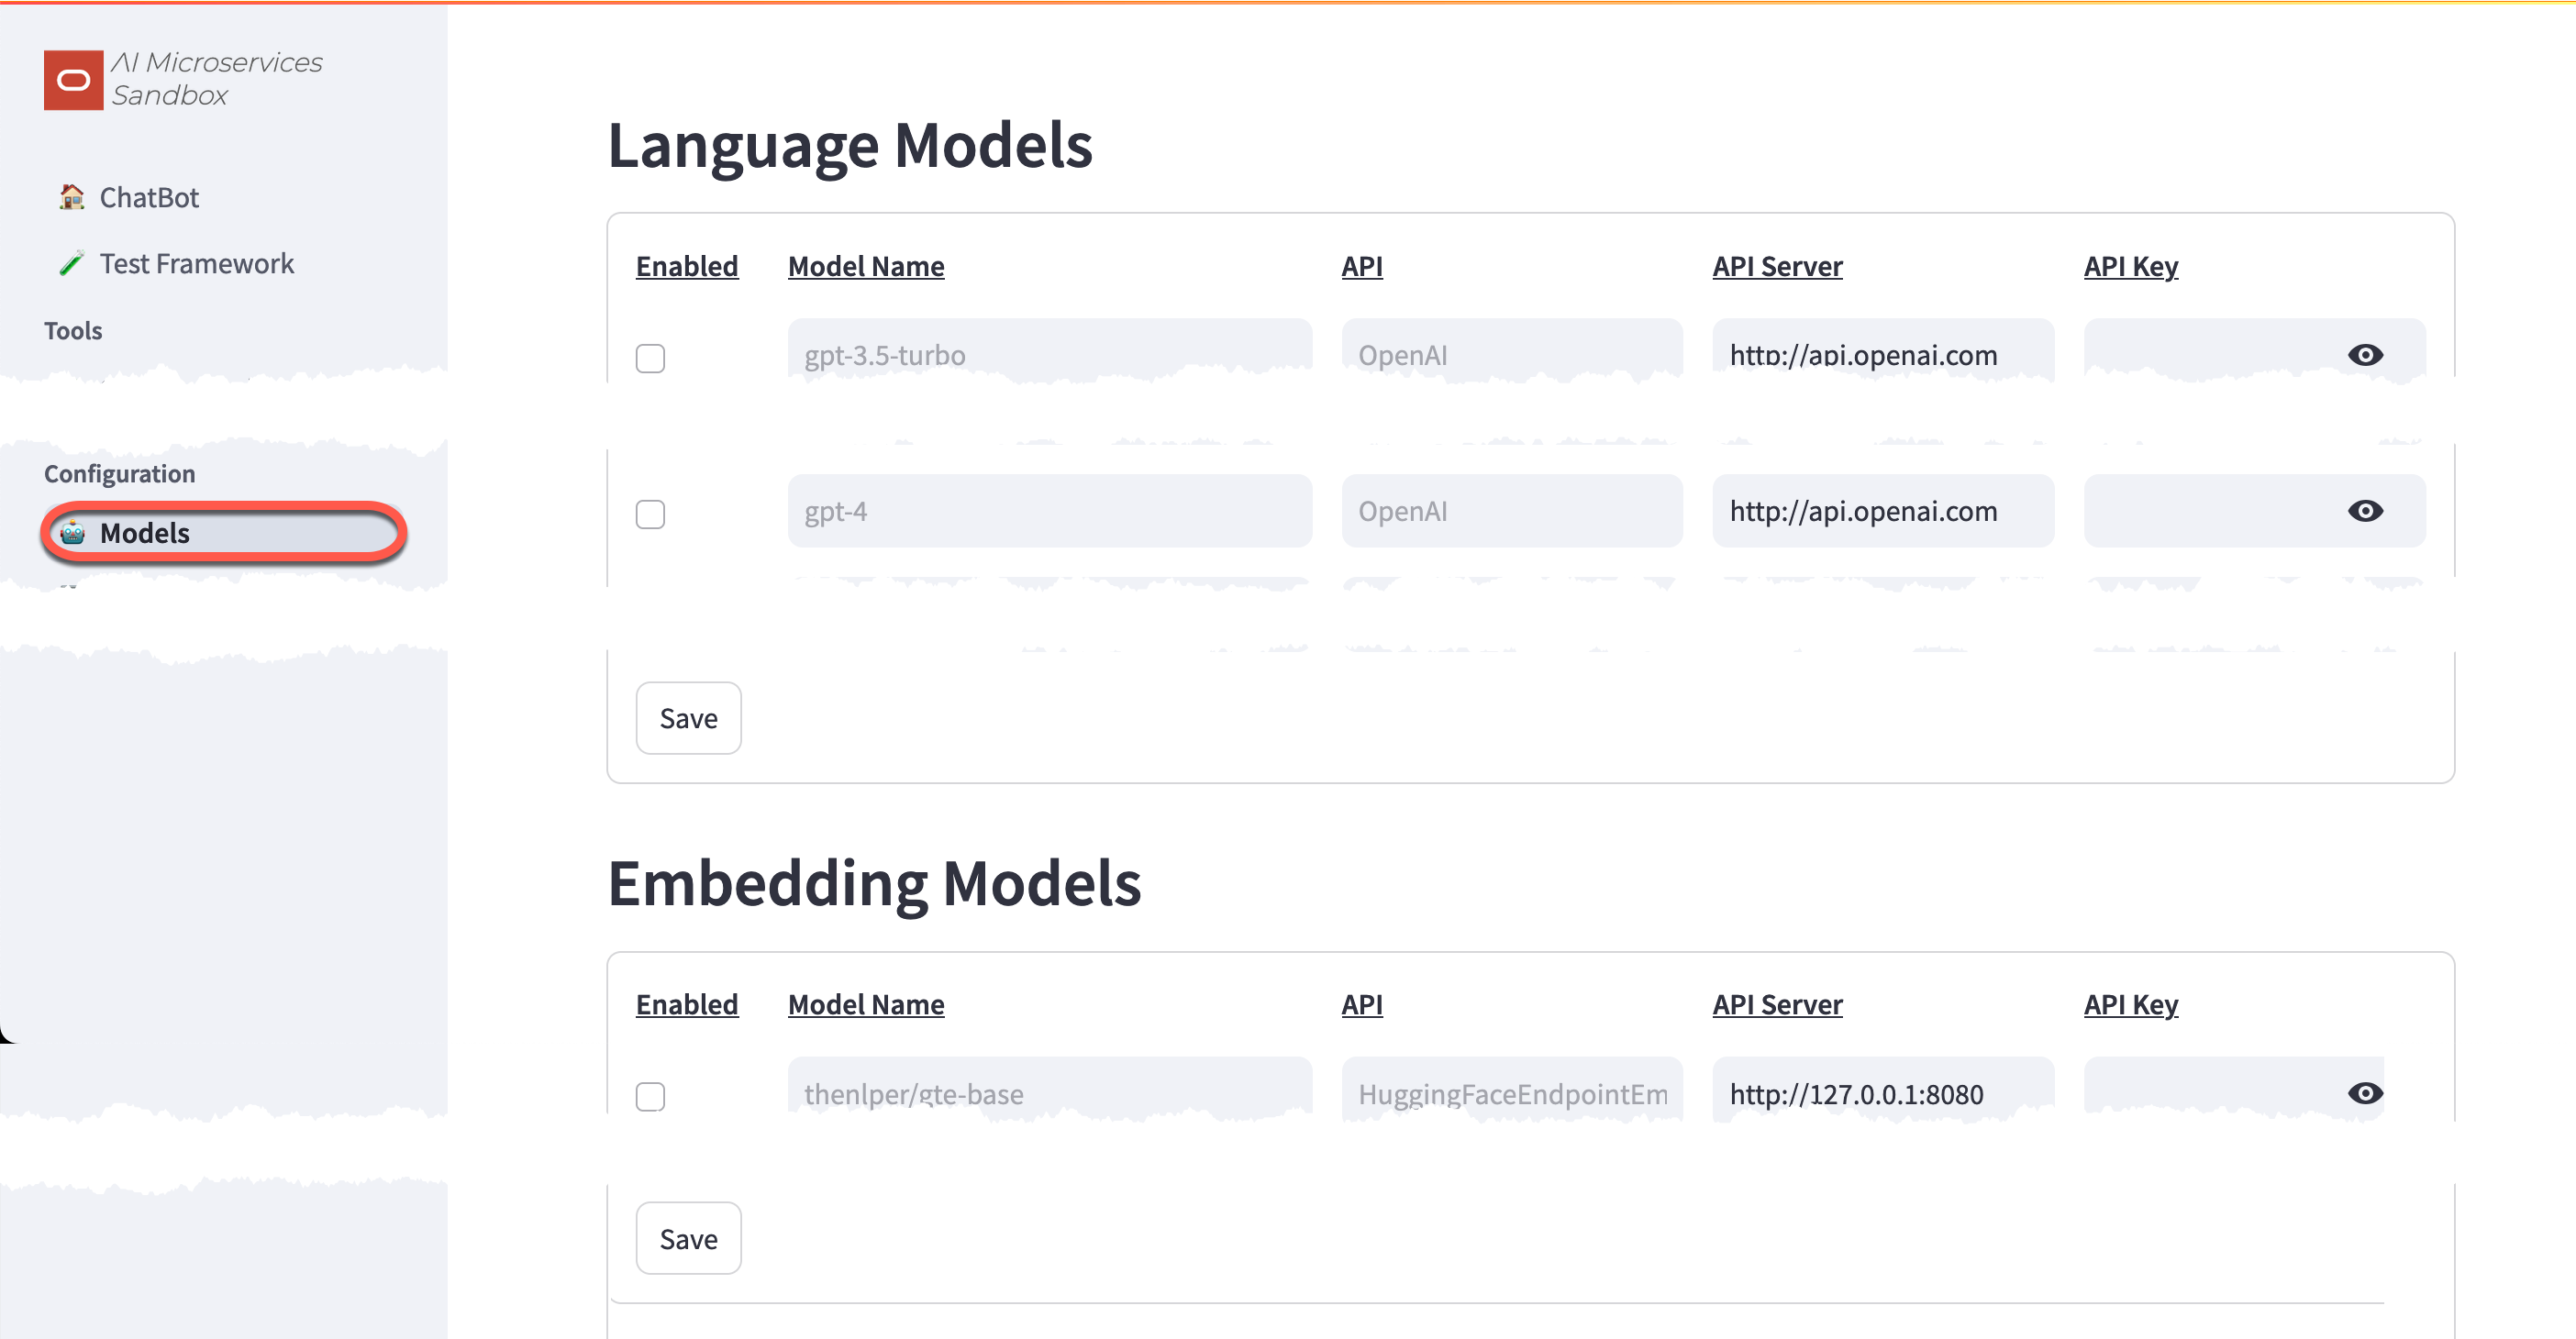 AI Microservices
Sandbox
ChatBot
Test Framework
Tools
Configuration
Models
Language Models
Enabled Model Name API API Server API Key
gpt-3.5-turbo OpenAI http://api.openai.com
gpt-4 OpenAI http://api.openai.com
Save
Embedding Models
Enabled Model Name API API Server API Key
thenlper/gte-base HuggingFaceEndpointEm http://127.0.0.1:8080
Save